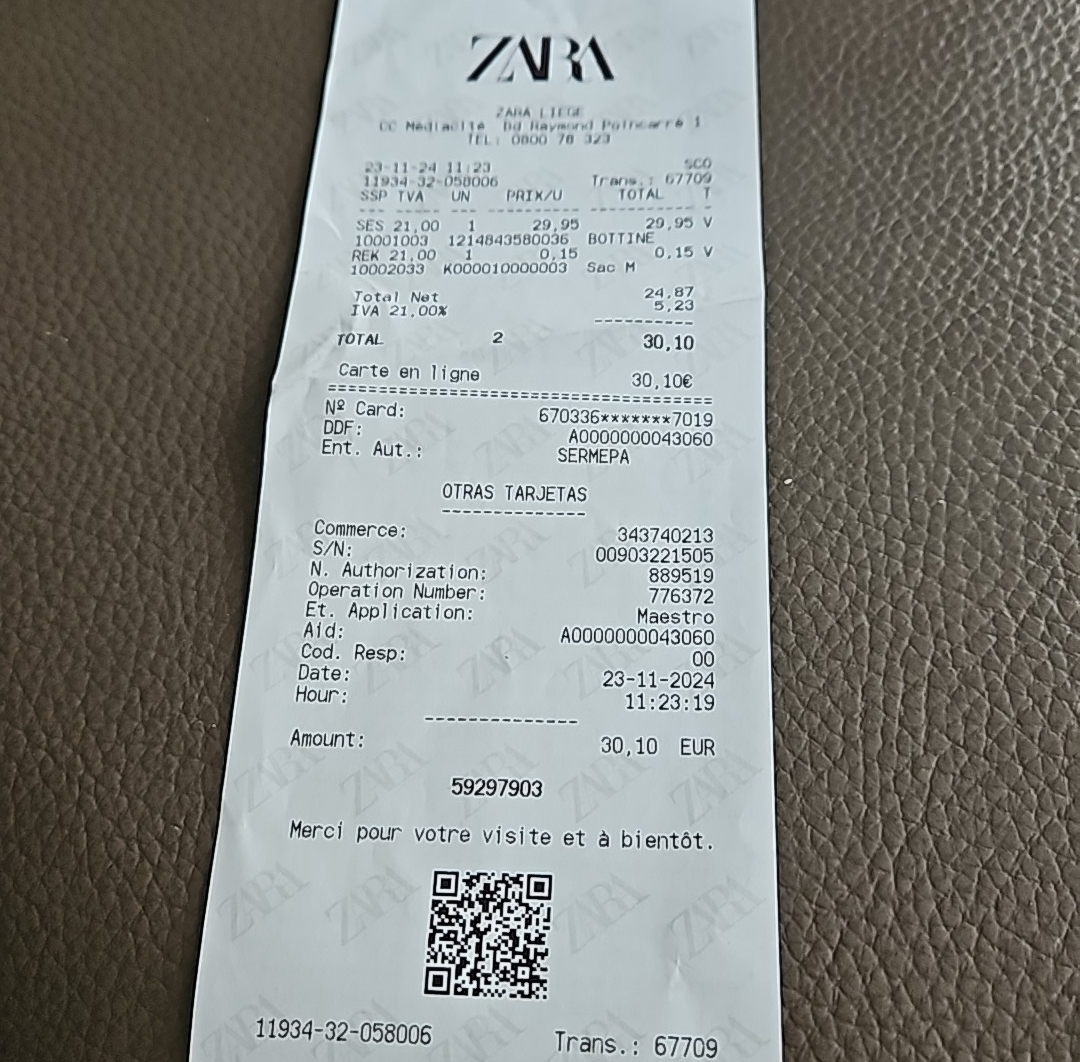 ZARA
ZARA LIEGE
CC Médiacité Bd Raymond Poincarré 1
TEL: 0800 78 323
23-11-24 11:23 SCO
11934-32-058006 Trans.: 67709
SSP TVA UN PRIX/U TOTAL T
SES 21,00 1 29,95 29,95 V
10001003 1214843580036 BOTTINE
REK 21,00 1 0,15 0,15 V
10002033 K000010000003 Sac M
Total Net 24,87
IVA 21,00% 5,23
TOTAL 2 30,10
Carte en ligne 30,10€
Nº Card: 670336*******7019
DDF: A0000000043060
Ent. Aut.: SERMEPA
OTRAS TARJETAS
Commerce: 343740213
S/N: 00903221505
N. Authorization: 889519
Operation Number: 776372
Et. Application: Maestro
Aid: A0000000043060
Cod. Resp: 00
Date: 23-11-2024
Hour: 11:23:19
Amount: 30,10 EUR
59297903
Merci pour votre visite et à bientôt.
11934-32-058006 Trans.: 67709